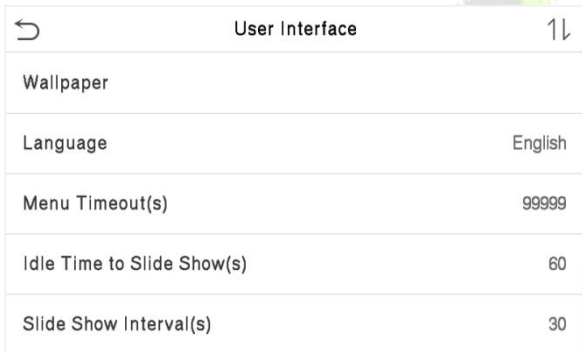 User Interface
Wallpaper
Language English
Menu Timeout(s) 99999
Idle Time to Slide Show(s) 60
Slide Show Interval(s) 30